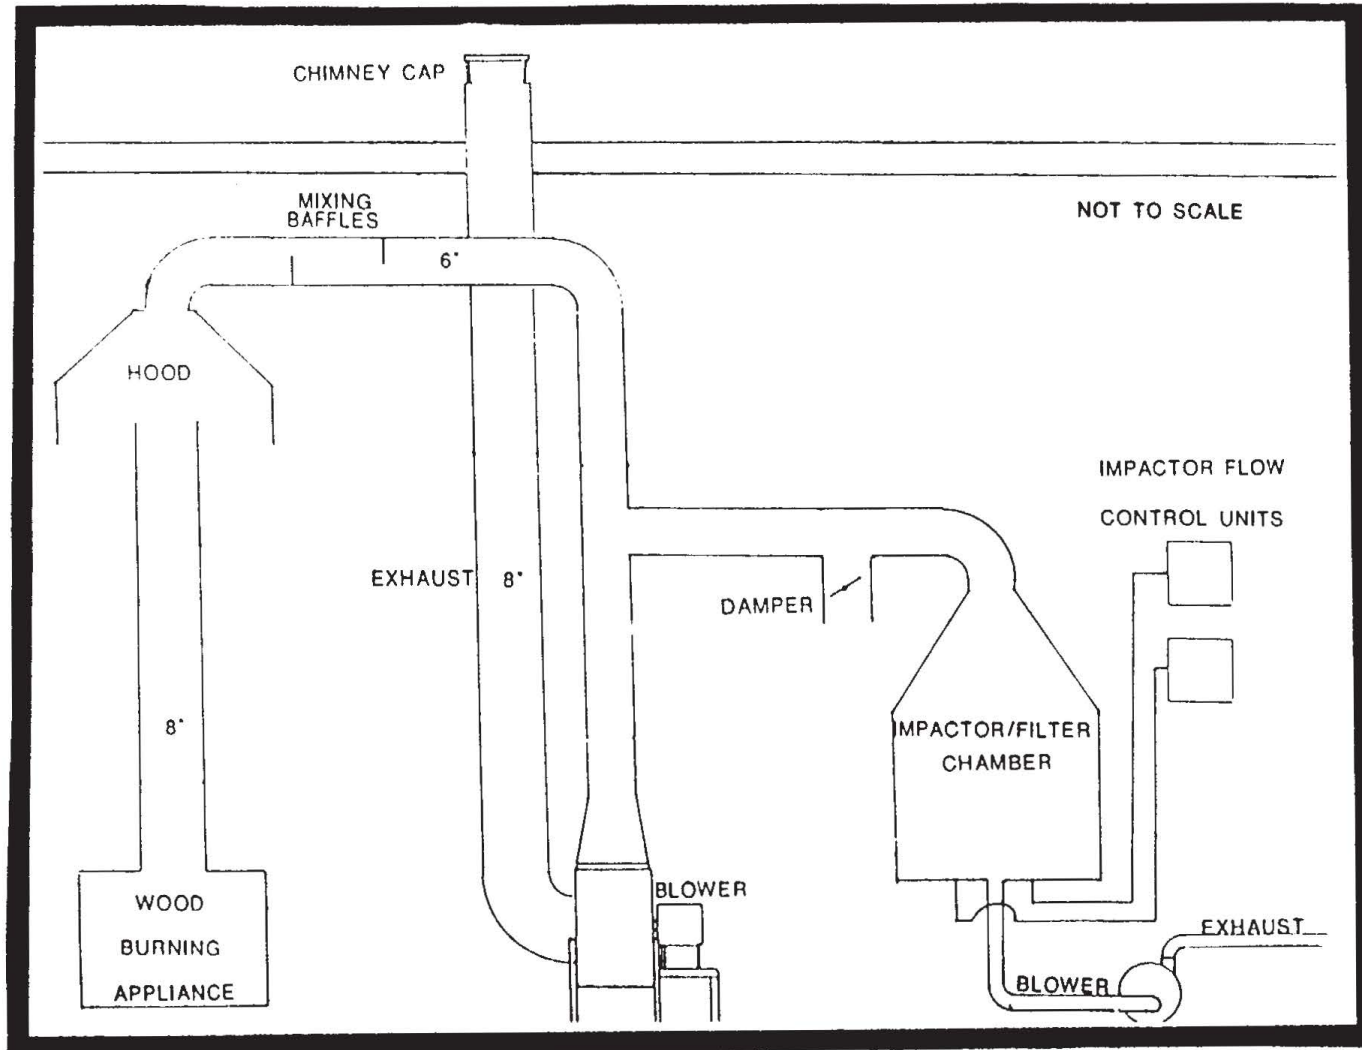 CHIMNEY CAP
MIXING
BAFFLES
NOT TO SCALE
6"
HOOD
IMPACTOR FLOW
CONTROL UNITS
EXHAUST
8"
DAMPER
8"
IMPACTOR/FILTER
CHAMBER
BLOWER
WOOD
BURNING
APPLIANCE
EXHAUST
BLOWER